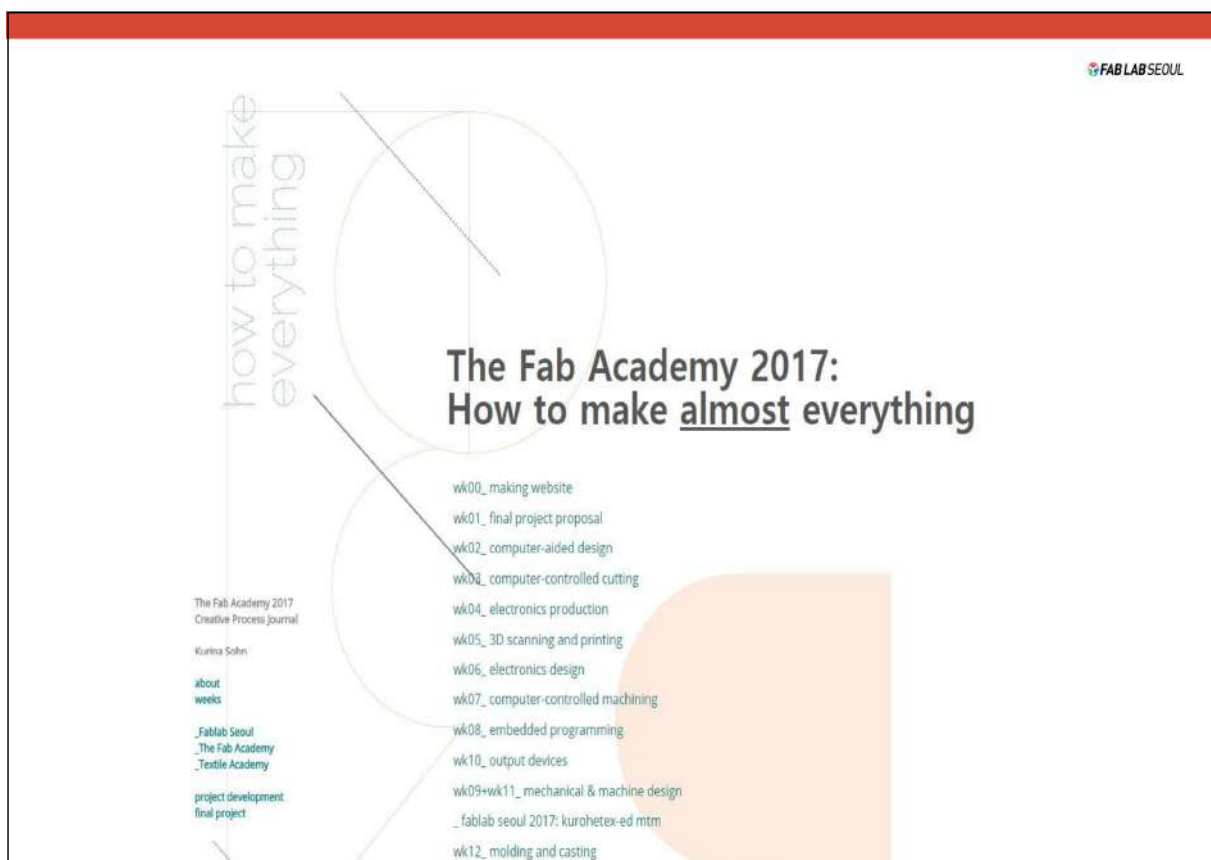 FAB LAB SEOUL
how to make
everything
The Fab Academy 2017:
How to make almost everything
wk00_ making website
wk01_ final project proposal
wk02_ computer-aided design
wk03_ computer-controlled cutting
wk04_ electronics production
wk05_ 3D scanning and printing
wk06_ electronics design
wk07_ computer-controlled machining
wk08_ embedded programming
wk10_ output devices
wk09+wk11_ mechanical & machine design
_ fablab seoul 2017: kurohetex-ed mtm
wk12_ molding and casting
The Fab Academy 2017
Creative Process Journal
Kurina Sohn
about
weeks
_Fablab Seoul
_The Fab Academy
_Textile Academy
project development
final project